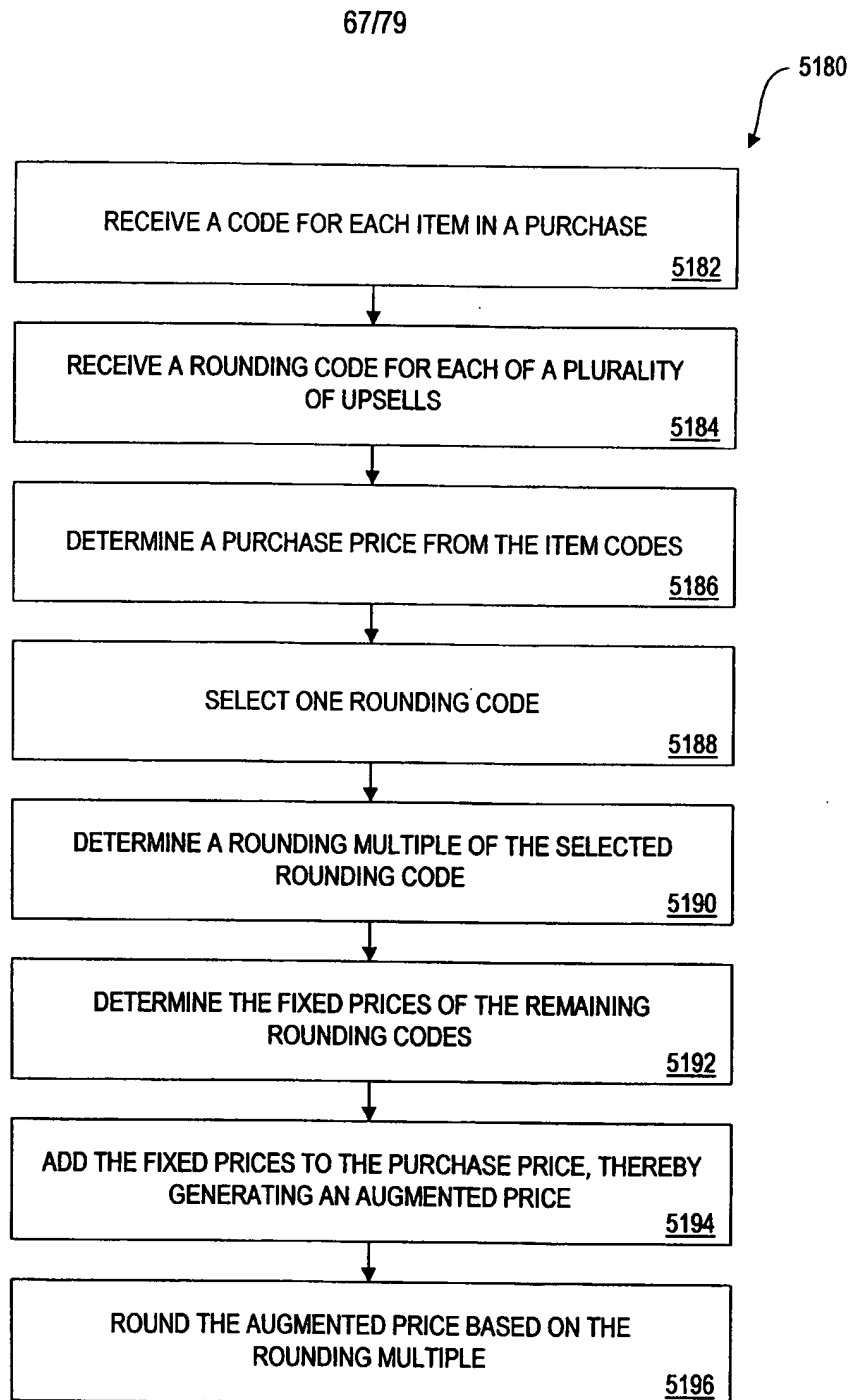 67/79
5180
RECEIVE A CODE FOR EACH ITEM IN A PURCHASE
5182
RECEIVE A ROUNDING CODE FOR EACH OF A PLURALITY
OF UPSELLS
5184
DETERMINE A PURCHASE PRICE FROM THE ITEM CODES
5186
SELECT ONE ROUNDING CODE
5188
DETERMINE A ROUNDING MULTIPLE OF THE SELECTED
ROUNDING CODE
5190
DETERMINE THE FIXED PRICES OF THE REMAINING
ROUNDING CODES
5192
ADD THE FIXED PRICES TO THE PURCHASE PRICE, THEREBY
GENERATING AN AUGMENTED PRICE
5194
ROUND THE AUGMENTED PRICE BASED ON THE
ROUNDING MULTIPLE
5196